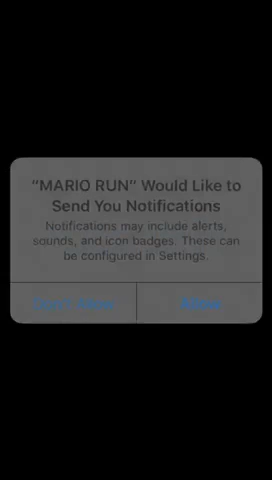 “MARIO RUN” Would Like to
Send You Notifications
Notifications may include alerts,
sounds, and icon badges. These can
be configured in Settings.
Don't Allow
Allow